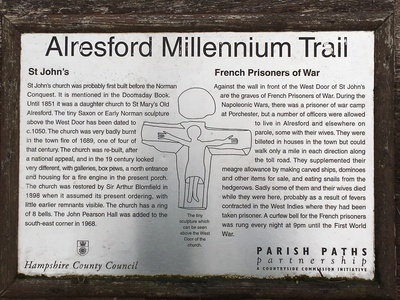 Alresford Millennium Trail
St John's
St John's church was probably first built before the Norman
Conquest. It is mentioned in the Doomsday Book.
Until 1851 it was a daughter church to St Mary's Old
Alresford. The tiny Saxon or Early Norman sculpture
above the West Door has been dated to
c.1050. The church was very badly burnt
in the town fire of 1689, one of four of
that century. The church was re-built, after
a national appeal, and in the 19 century looked
very different, with galleries, box pews, a north entrance
and housing for a fire engine in the present porch.
The church was restored by Sir Arthur Blomfield in
1898 when it assumed its present ordering, with
little earlier remnants visible. The church has a ring
of 8 bells. The John Pearson Hall was added to the
south-east corner in 1968.
The tiny
sculpture which
can be seen
above the West
Door of the
church.
French Prisoners of War
Against the wall in front of the West Door of St John's
are the graves of French Prisoners of War. During the
Napoleonic Wars, there was a prisoner of war camp
at Porchester, but a number of officers were allowed
to live in Alresford and elsewhere on
parole, some with their wives. They were
billeted in houses in the town but could
walk only a mile in each direction along
the toll road. They supplemented their
meagre allowance by making carved ships, dominoes
and other items for sale, and eating snails from the
hedgerows. Sadly some of them and their wives died
while they were here, probably as a result of fevers
contracted in the West Indies where they had been
taken prisoner. A curfew bell for the French prisoners
was rung every night at 9pm until the First World
War.
Hampshire County Council
PARISH PATHS
partnership
A COUNTRYSIDE COMMISSION INITIATIVE